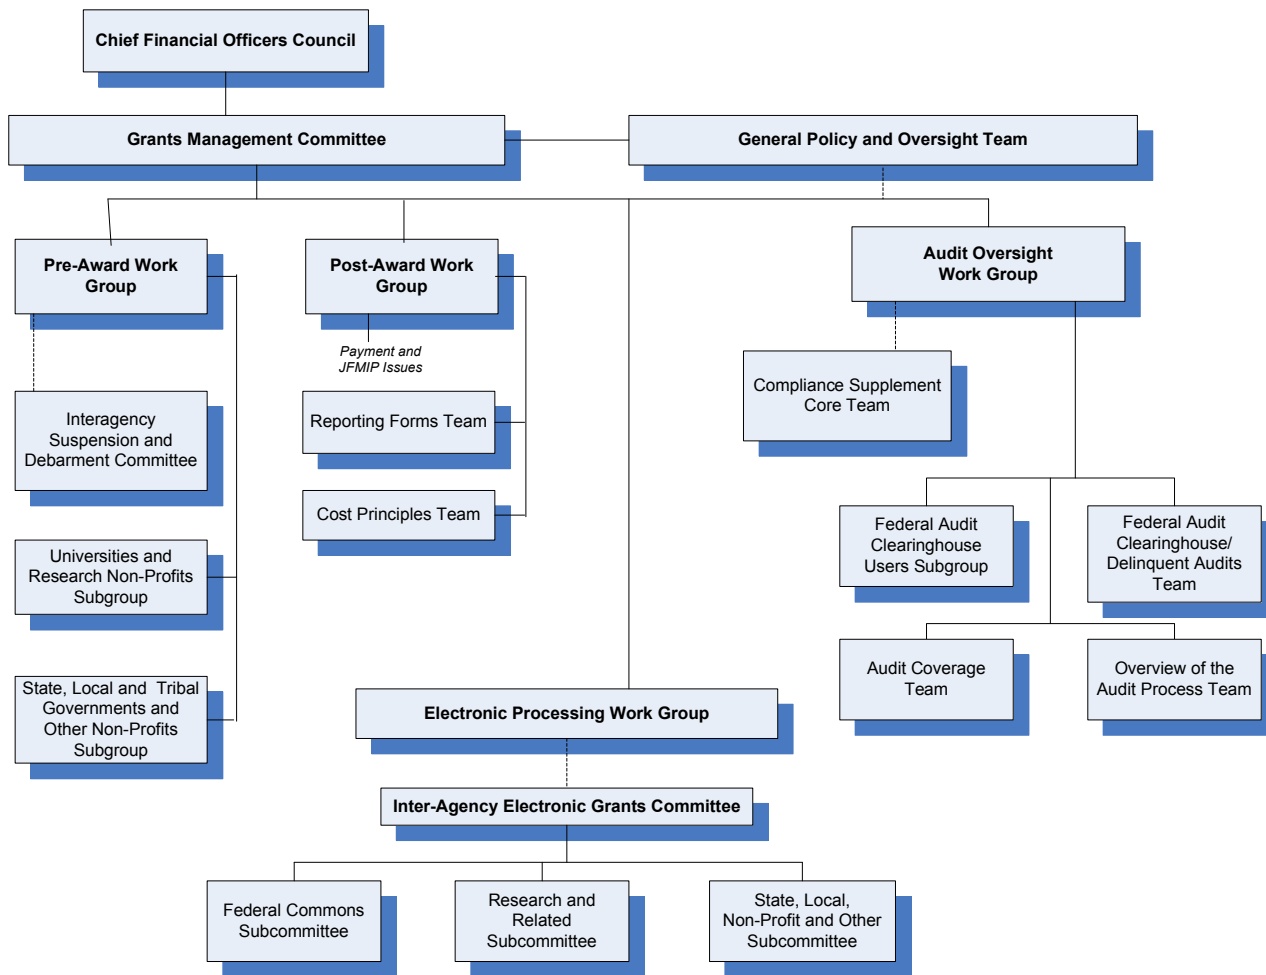 Chief Financial Officers Council
Grants Management Committee
General Policy and Oversight Team
Pre-Award Work
Group
Post-Award Work
Group
Audit Oversight
Work Group
Payment and
JFMIP Issues
Compliance Supplement
Core Team
Interagency
Suspension and
Debarment Committee
Reporting Forms Team
Cost Principles Team
Federal Audit
Clearinghouse
Users Subgroup
Federal Audit
Clearinghouse/
Delinquent Audits
Team
Universities and
Research Non-Profits
Subgroup
Audit Coverage
Team
Overview of the
Audit Process Team
State, Local and Tribal
Governments and
Other Non-Profits
Subgroup
Electronic Processing Work Group
Inter-Agency Electronic Grants Committee
Federal Commons
Subcommittee
Research and
Related
Subcommittee
State, Local,
Non-Profit and Other
Subcommittee